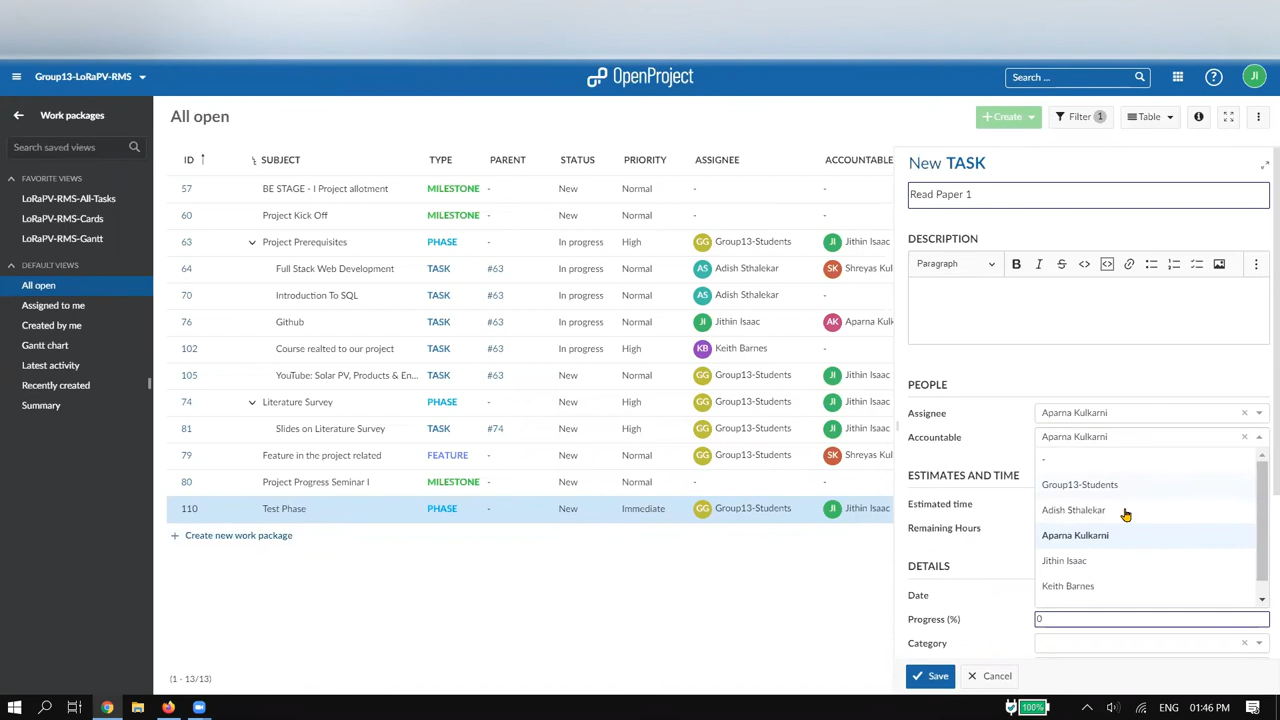 Group13-LoRaPV-RMS
OpenProject
Search ...
JI
Work packages
Search saved views
FAVORITE VIEWS
LoRaPV-RMS-All-Tasks
LoRaPV-RMS-Cards
LoRaPV-RMS-Gantt
DEFAULT VIEWS
All open
Assigned to me
Created by me
Gantt chart
Latest activity
Recently created
Summary
All open
+ Create
Filter 1
Table
ID SUBJECT TYPE PARENT STATUS PRIORITY ASSIGNEE ACCOUNTABLE
57 BE STAGE - I Project allotment MILESTONE - New Normal - -
60 Project Kick Off MILESTONE - New Normal - -
63 Project Prerequisites PHASE - In progress High GG Group13-Students JI Jithin Isaac
64 Full Stack Web Development TASK #63 In progress High AS Adish Sthalekar SK Shreyas Kul
70 Introduction To SQL TASK #63 In progress Normal AS Adish Sthalekar -
76 Github TASK #63 In progress Normal JI Jithin Isaac AK Aparna Kulk
102 Course realted to our project TASK #63 In progress High KB Keith Barnes -
105 YouTube: Solar PV, Products & En... TASK #63 New High GG Group13-Students JI Jithin Isaac
74 Literature Survey PHASE - New High GG Group13-Students JI Jithin Isaac
81 Slides on Literature Survey TASK #74 New Normal GG Group13-Students JI Jithin Isaac
79 Feature in the project related FEATURE - New Normal GG Group13-Students SK Shreyas Kul
80 Project Progress Seminar I MILESTONE - New Normal - -
110 Test Phase PHASE - New Immediate GG Group13-Students JI Jithin Isaac
+ Create new work package
(1 - 13/13)
New TASK
Read Paper 1
DESCRIPTION
Paragraph
PEOPLE
Assignee Aparna Kulkarni
Accountable Aparna Kulkarni
-
Group13-Students
Adish Sthalekar
Aparna Kulkarni
Jithin Isaac
Keith Barnes
ESTIMATES AND TIME
Estimated time
Remaining Hours
DETAILS
Date
Progress (%) 0
Category
Save
Cancel
100%
ENG
01:46 PM